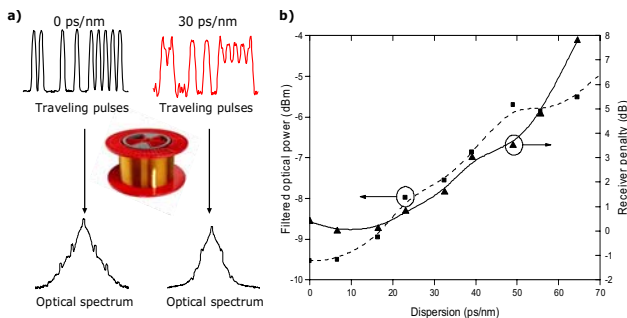 a)
0 ps/nm
30 ps/nm
Traveling pulses
Traveling pulses
Optical spectrum
Optical spectrum
b)
-4
-5
-6
-7
-8
-9
-10
Filtered optical power (dBm)
8
7
6
5
4
3
2
1
0
-1
-2
Receiver penalty (dB)
0 10 20 30 40 50 60 70
Dispersion (ps/nm)